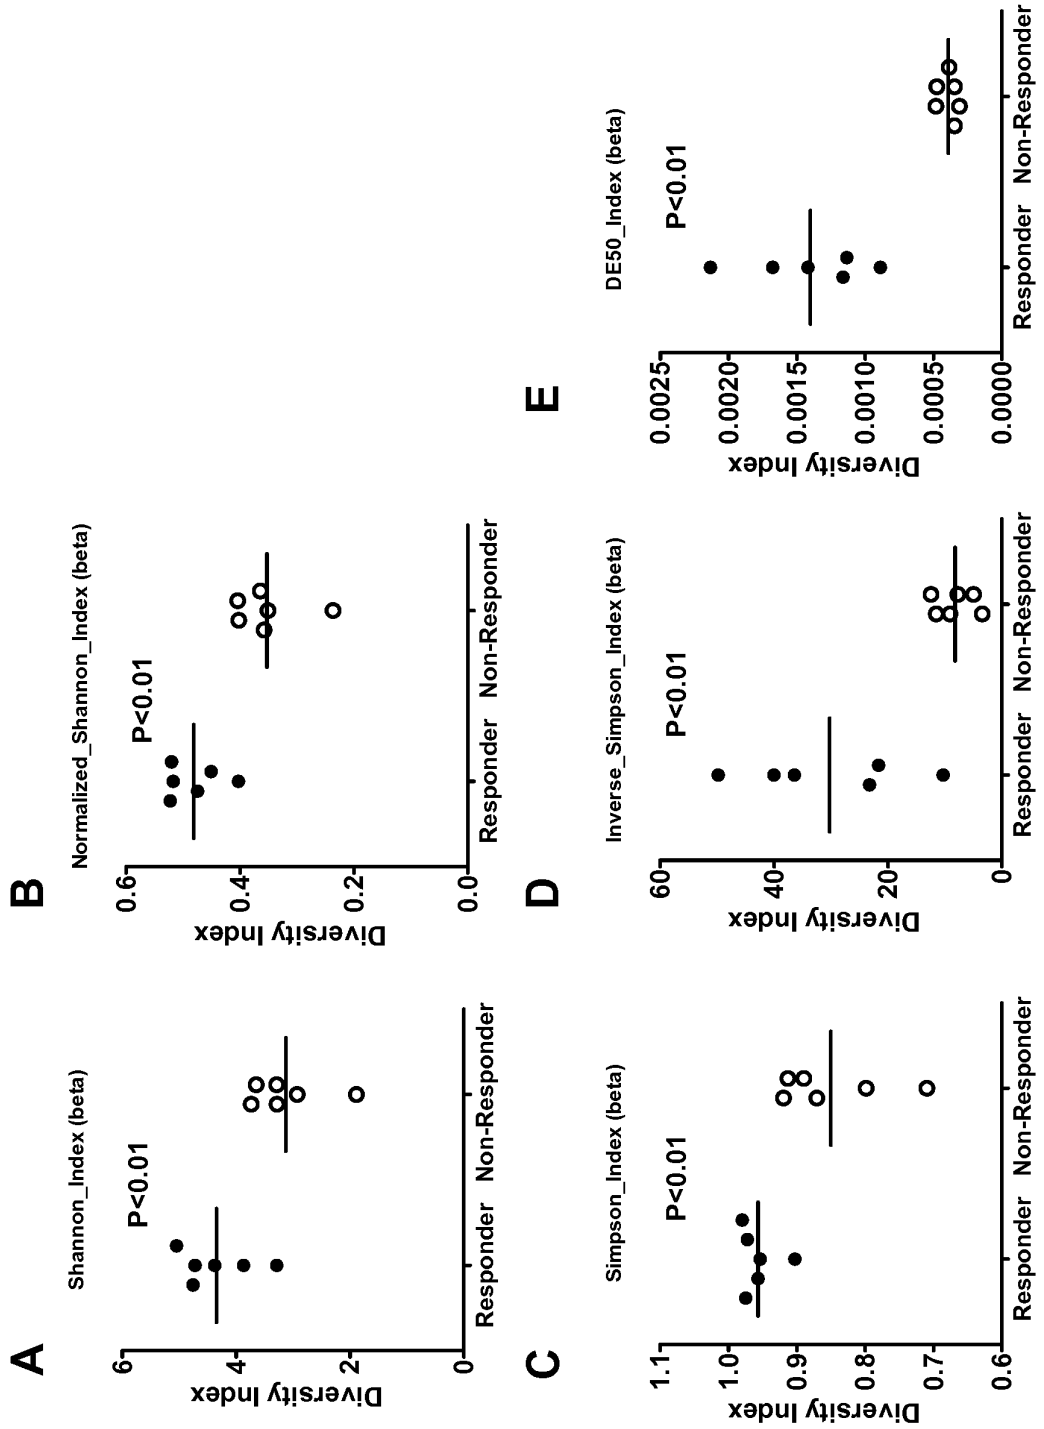 A
Shannon_Index (beta)
P<0.01
Diversity Index
6
4
2
0
Responder Non-Responder
B
Normalized_Shannon_Index (beta)
P<0.01
Diversity Index
0.6
0.4
0.2
0.0
Responder Non-Responder
C
Simpson_Index (beta)
P<0.01
Diversity Index
1.1
1.0
0.9
0.8
0.7
0.6
Responder Non-Responder
D
Inverse_Simpson_Index (beta)
P<0.01
Diversity Index
60
40
20
0
Responder Non-Responder
E
DE50_Index (beta)
P<0.01
Diversity Index
0.0025
0.0020
0.0015
0.0010
0.0005
0.0000
Responder Non-Responder